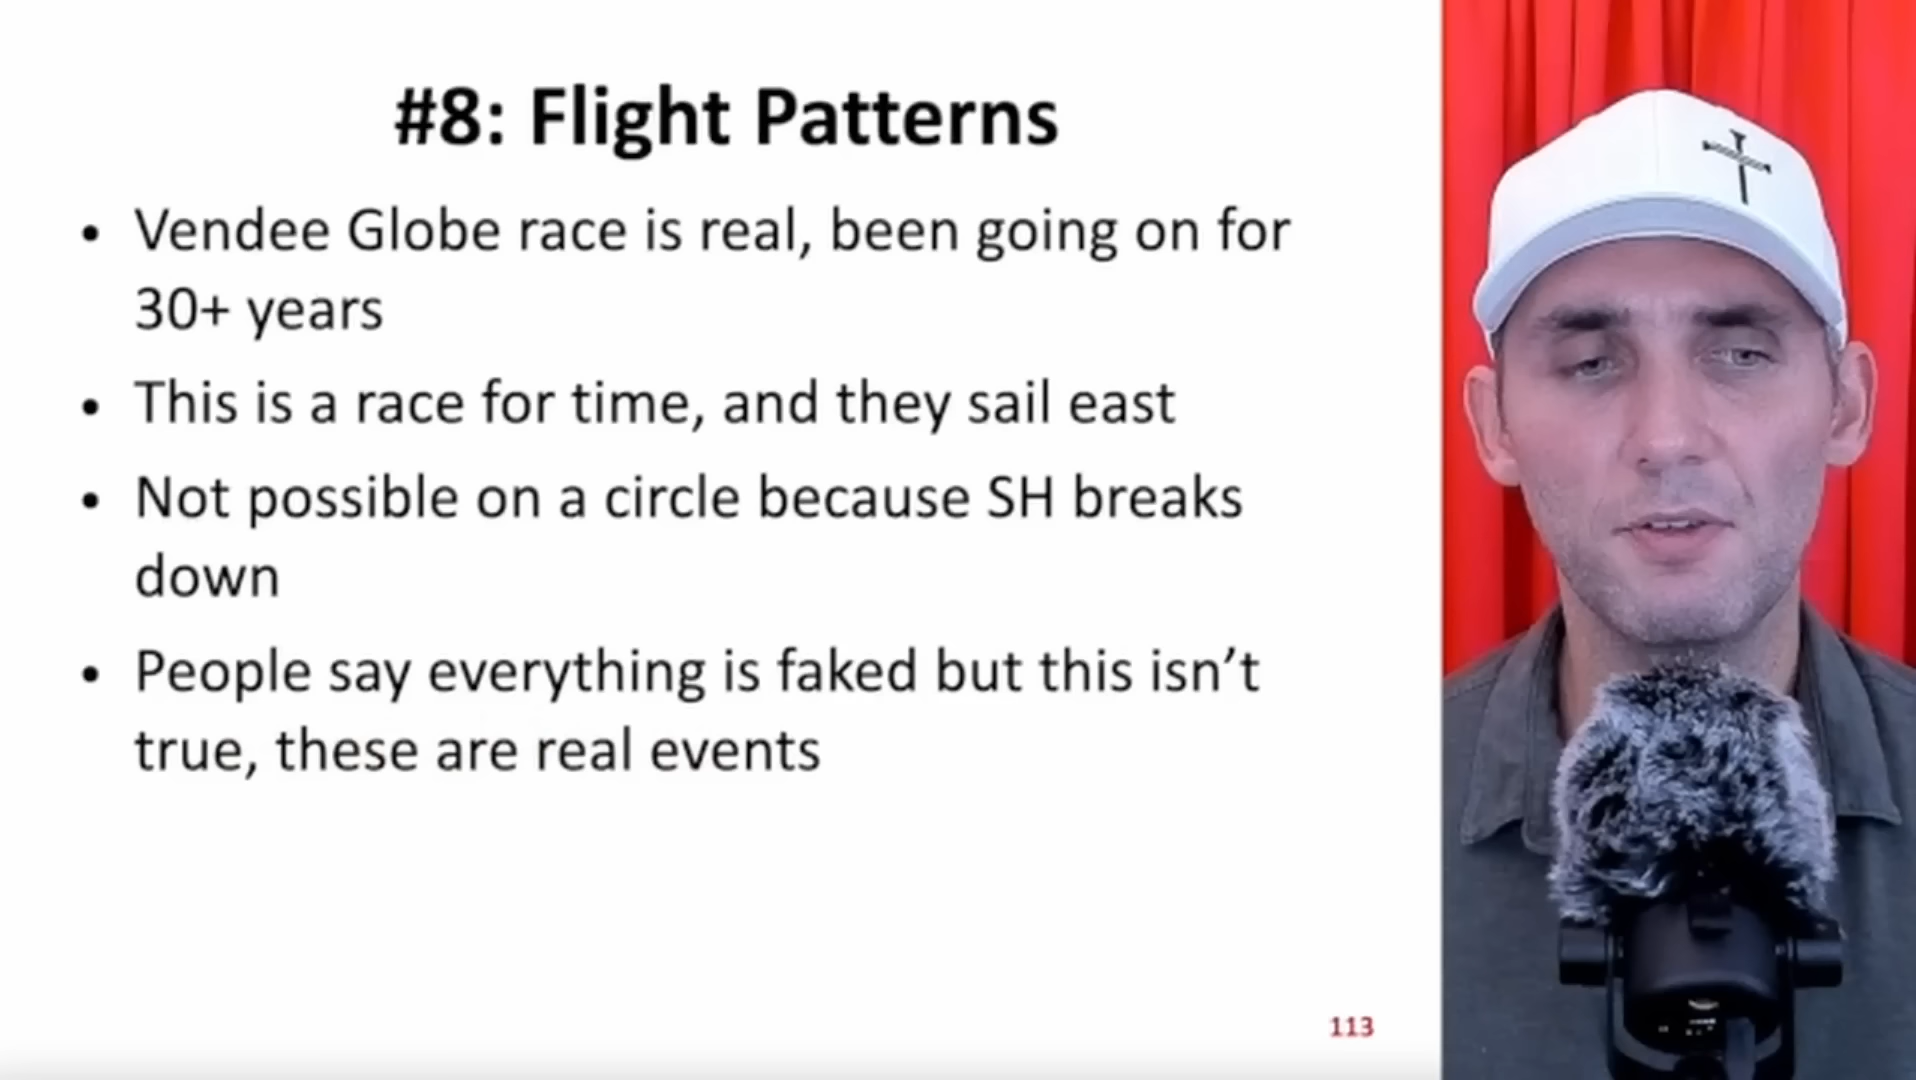 #8: Flight Patterns
• Vendee Globe race is real, been going on for
30+ years
• This is a race for time, and they sail east
• Not possible on a circle because SH breaks
down
• People say everything is faked but this isn’t
true, these are real events
113